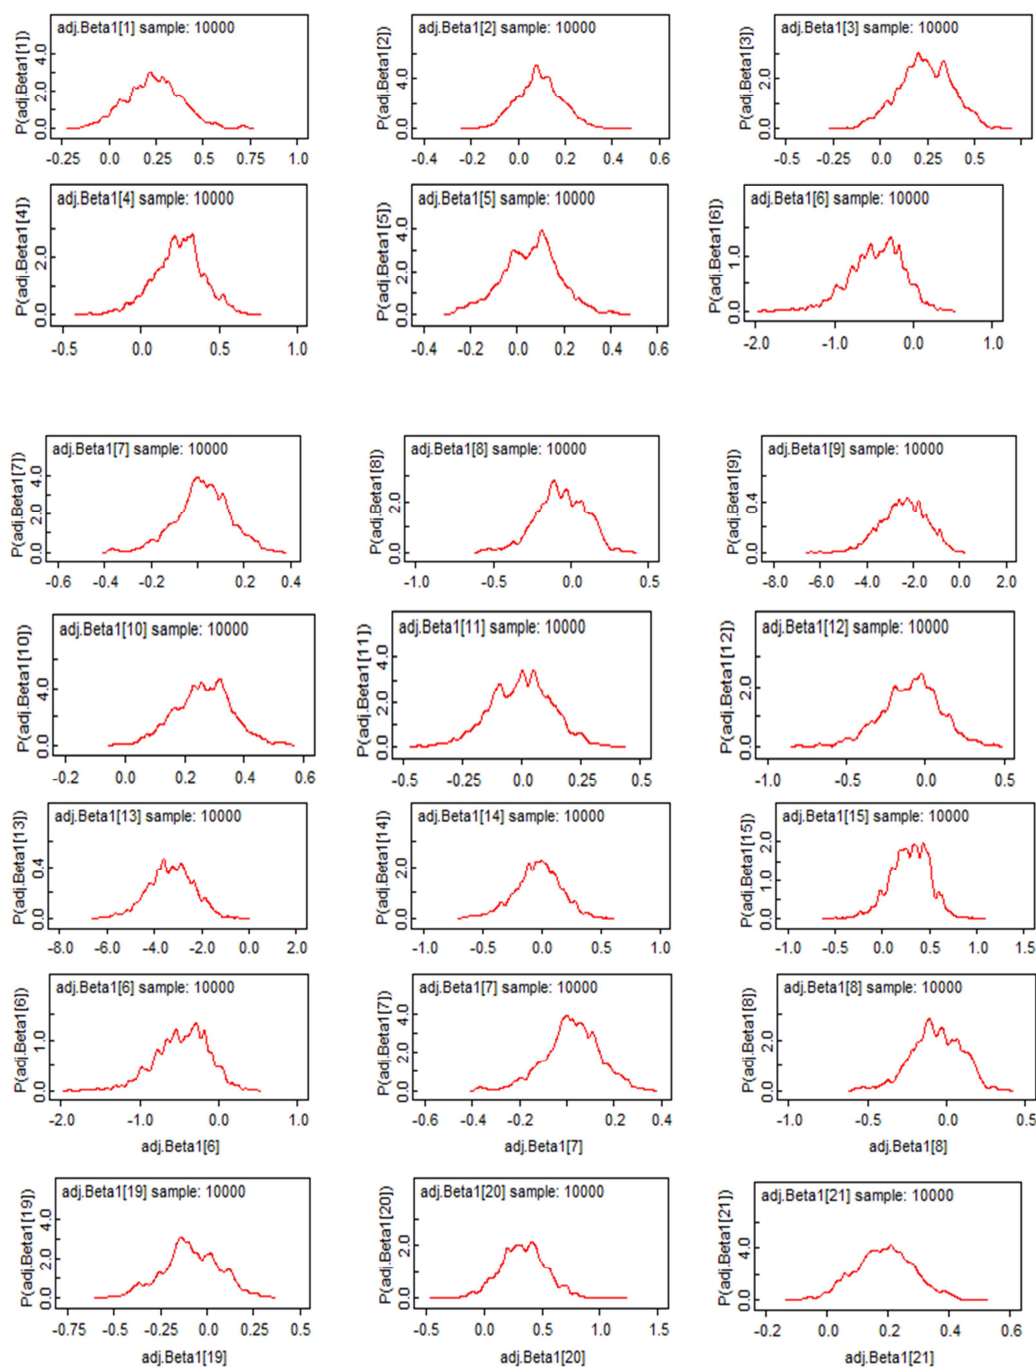 adj.Beta1[1] sample: 10000
P(adj.Beta1[1])
4.0
2.0
0.0
-0.25 0.0 0.25 0.5 0.75 1.0
adj.Beta1[2] sample: 10000
P(adj.Beta1[2])
4.0
0.0
-0.4 -0.2 0.0 0.2 0.4 0.6
adj.Beta1[3] sample: 10000
P(adj.Beta1[3])
2.0
0.0
-0.5 -0.25 0.0 0.25 0.5
adj.Beta1[4] sample: 10000
P(adj.Beta1[4])
2.0
0.0
-0.5 0.0 0.5 1.0
adj.Beta1[5] sample: 10000
P(adj.Beta1[5])
4.0
2.0
0.0
-0.4 -0.2 0.0 0.2 0.4 0.6
adj.Beta1[6] sample: 10000
P(adj.Beta1[6])
1.0
0.0
-2.0 -1.0 0.0 1.0
adj.Beta1[7] sample: 10000
P(adj.Beta1[7])
4.0
2.0
0.0
-0.6 -0.4 -0.2 0.0 0.2 0.4
adj.Beta1[8] sample: 10000
P(adj.Beta1[8])
2.0
0.0
-1.0 -0.5 0.0 0.5
adj.Beta1[9] sample: 10000
P(adj.Beta1[9])
0.4
0.0
-8.0 -6.0 -4.0 -2.0 0.0 2.0
adj.Beta1[10] sample: 10000
P(adj.Beta1[10])
4.0
0.0
-0.2 0.0 0.2 0.4 0.6
adj.Beta1[11] sample: 10000
P(adj.Beta1[11])
4.0
2.0
0.0
-0.5 -0.25 0.0 0.25 0.5
adj.Beta1[12] sample: 10000
P(adj.Beta1[12])
2.0
0.0
-1.0 -0.5 0.0 0.5
adj.Beta1[13] sample: 10000
P(adj.Beta1[13])
0.4
0.0
-8.0 -6.0 -4.0 -2.0 0.0 2.0
adj.Beta1[14] sample: 10000
P(adj.Beta1[14])
2.0
0.0
-1.0 -0.5 0.0 0.5 1.0
adj.Beta1[15] sample: 10000
P(adj.Beta1[15])
2.0
1.0
0.0
-1.0 -0.5 0.0 0.5 1.0 1.5
adj.Beta1[6] sample: 10000
P(adj.Beta1[6])
1.0
0.0
-2.0 -1.0 0.0 1.0
adj.Beta1[6]
adj.Beta1[7] sample: 10000
P(adj.Beta1[7])
4.0
2.0
0.0
-0.6 -0.4 -0.2 0.0 0.2 0.4
adj.Beta1[7]
adj.Beta1[8] sample: 10000
P(adj.Beta1[8])
2.0
0.0
-1.0 -0.5 0.0 0.5
adj.Beta1[8]
adj.Beta1[19] sample: 10000
P(adj.Beta1[19])
4.0
2.0
0.0
-0.75 -0.5 -0.25 0.0 0.25 0.5
adj.Beta1[19]
adj.Beta1[20] sample: 10000
P(adj.Beta1[20])
2.0
0.0
-0.5 0.0 0.5 1.0 1.5
adj.Beta1[20]
adj.Beta1[21] sample: 10000
P(adj.Beta1[21])
4.0
0.0
-0.2 0.0 0.2 0.4 0.6
adj.Beta1[21]